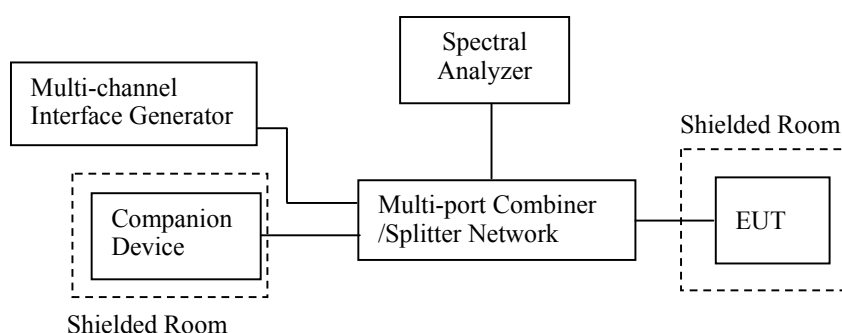 Spectral
Analyzer
Multi-channel
Interface Generator
Shielded Room
Companion
Device
Multi-port Combiner
/Splitter Network
EUT
Shielded Room